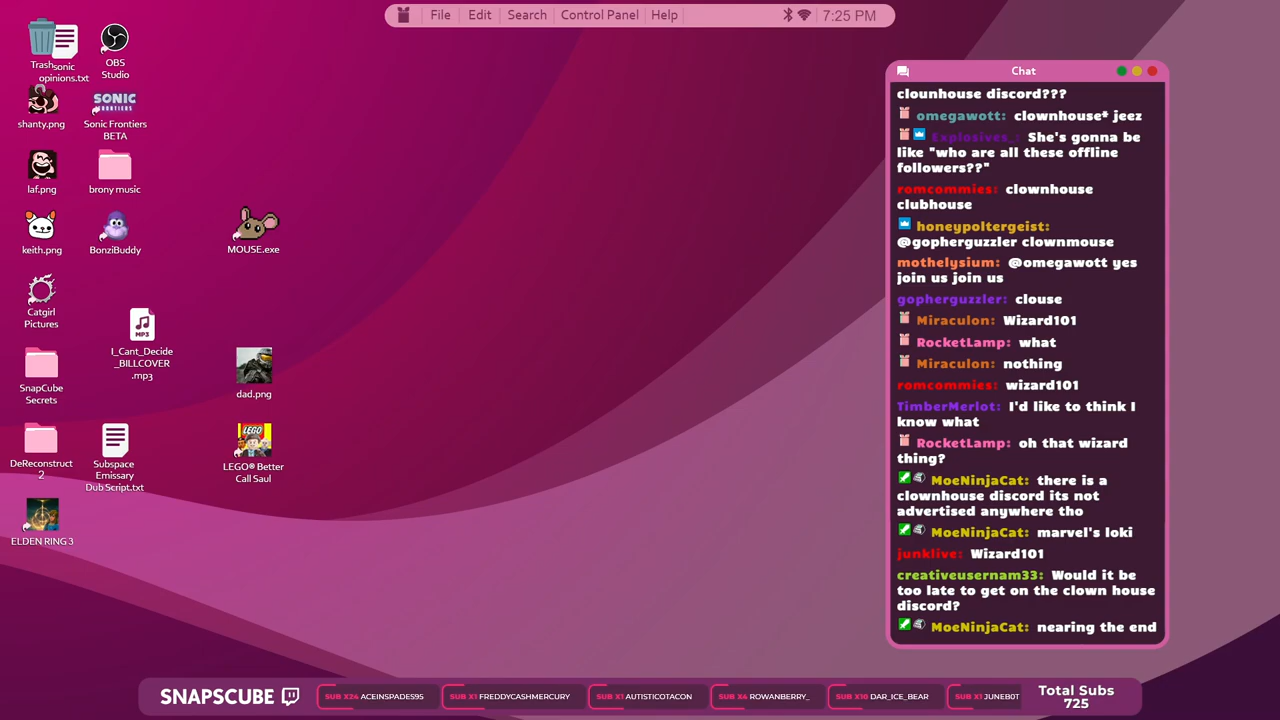 File Edit Search Control Panel Help 7:25 PM
Trash
sonic
opinions.txt
OBS
Studio
shanty.png
SONIC
FRONTIERS
Sonic Frontiers
BETA
laf.png
brony music
keith.png
BonziBuddy
MOUSE.exe
Catgirl
Pictures
MP3
I_Cant_Decide
_BILLCOVER
.mp3
SnapCube
Secrets
dad.png
DeReconstruct
2
Subspace
Emissary
Dub Script.txt
LEGO
LEGO® Better
Call Saul
ELDEN RING 3
Chat
clounhouse discord???
omegawott: clownhouse* jeez
Explosives_: She's gonna be
like "who are all these offline
followers??"
romcommies: clownhouse
clubhouse
honeypoltergeist:
@gopherguzzler clownmouse
mothelysium: @omegawott yes
join us join us
gopherguzzler: clouse
Miraculon: Wizard101
RocketLamp: what
Miraculon: nothing
romcommies: wizard101
TimberMerlot: I'd like to think I
know what
RocketLamp: oh that wizard
thing?
MoeNinjaCat: there is a
clownhouse discord its not
advertised anywhere tho
MoeNinjaCat: marvel's loki
junklive: Wizard101
creativeusernam33: Would it be
too late to get on the clown house
discord?
MoeNinjaCat: nearing the end
SNAPSCUBE
SUB X24 ACEINSPADES95
SUB X1 FREDDYCASHMERCURY
SUB X1 AUTISTICOTACON
SUB X4 ROWANBERRY_
SUB X10 DAR_ICE_BEAR
SUB X1 JUNEBOT
Total Subs
725